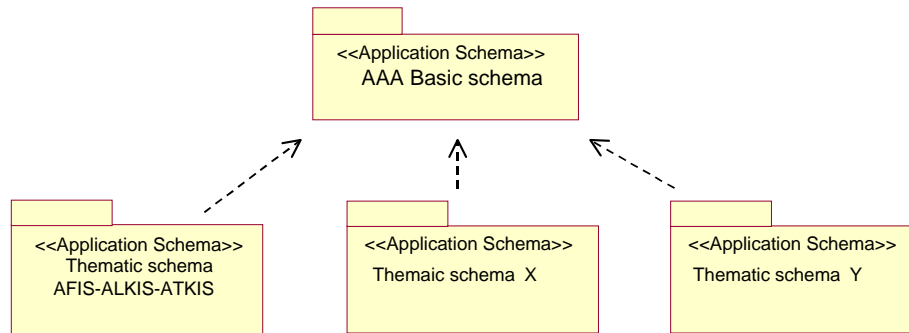 <<Application Schema>>
AAA Basic schema
<<Application Schema>>
Thematic schema
AFIS-ALKIS-ATKIS
<<Application Schema>>
Themaic schema X
<<Application Schema>>
Thematic schema Y